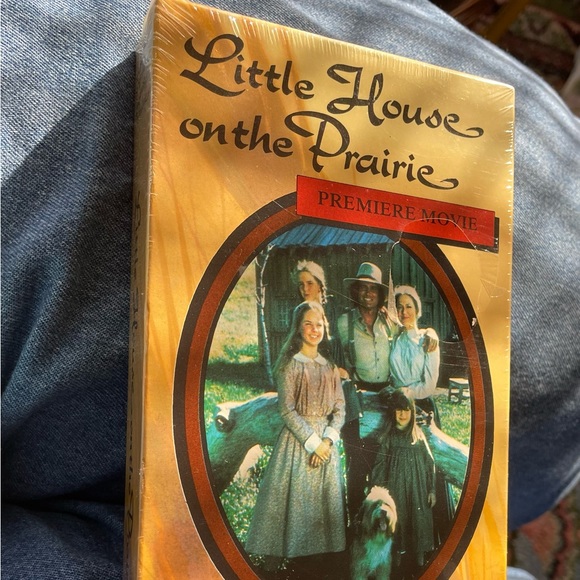 Little House
on the Prairie
PREMIERE MOVIE